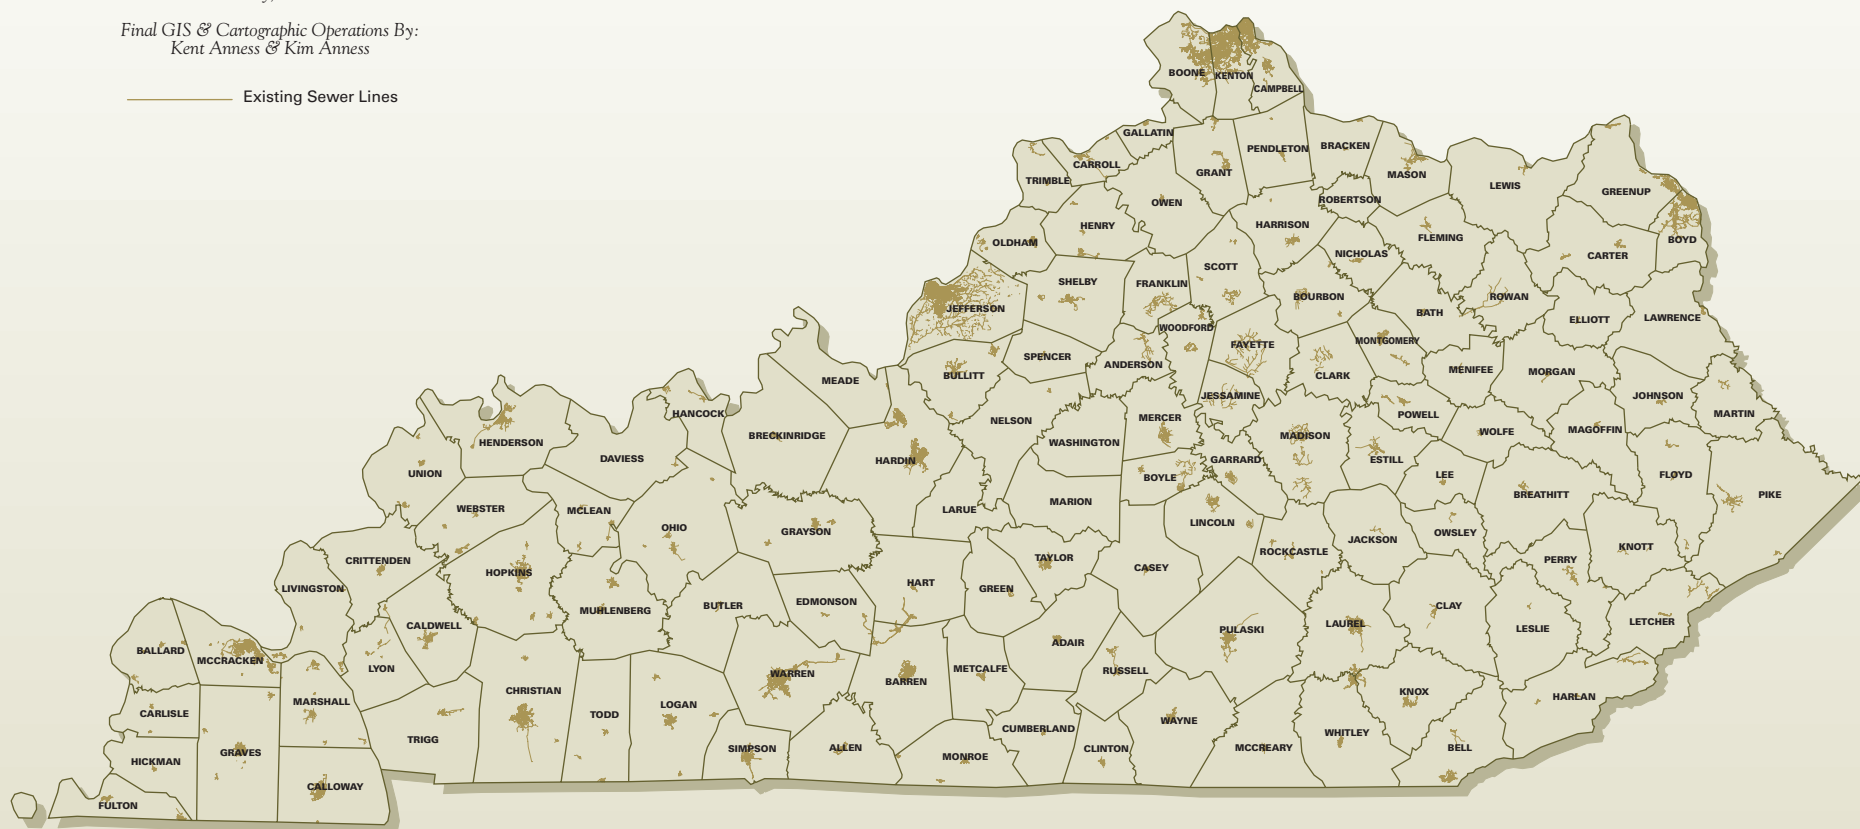 Final GIS & Cartographic Operations By:
Kent Anness & Kim Anness
Existing Sewer Lines
BOONE
KENTON
CAMPBELL
GALLATIN
CARROLL
TRIMBLE
GRANT
PENDLETON
BRACKEN
MASON
LEWIS
GREENUP
OWEN
ROBERTSON
HENRY
OLDHAM
HARRISON
FLEMING
BOYD
NICHOLAS
CARTER
SCOTT
SHELBY
FRANKLIN
BOURBON
ROWAN
JEFFERSON
BATH
ELLIOTT
LAWRENCE
WOODFORD
FAYETTE
MONTGOMERY
SPENCER
ANDERSON
BULLITT
CLARK
MENIFEE
MORGAN
MEADE
JESSAMINE
JOHNSON
MARTIN
HANCOCK
NELSON
MERCER
POWELL
WOLFE
MAGOFFIN
BRECKINRIDGE
WASHINGTON
MADISON
HENDERSON
DAVIESS
HARDIN
GARRARD
ESTILL
UNION
BOYLE
LEE
FLOYD
BREATHITT
PIKE
WEBSTER
MCLEAN
LARUE
MARION
OHIO
GRAYSON
LINCOLN
OWSLEY
JACKSON
KNOTT
ROCKCASTLE
TAYLOR
CRITTENDEN
PERRY
HOPKINS
CASEY
HART
LIVINGSTON
GREEN
EDMONSON
BUTLER
MUHLENBERG
CLAY
CALDWELL
LAUREL
LESLIE
LETCHER
PULASKI
ADAIR
BALLARD
MCCRACKEN
LYON
METCALFE
RUSSELL
WARREN
BARREN
CHRISTIAN
KNOX
HARLAN
MARSHALL
LOGAN
CARLISLE
TODD
WAYNE
CUMBERLAND
WHITLEY
TRIGG
SIMPSON
ALLEN
CLINTON
MCCREARY
BELL
GRAVES
MONROE
HICKMAN
CALLOWAY
FULTON